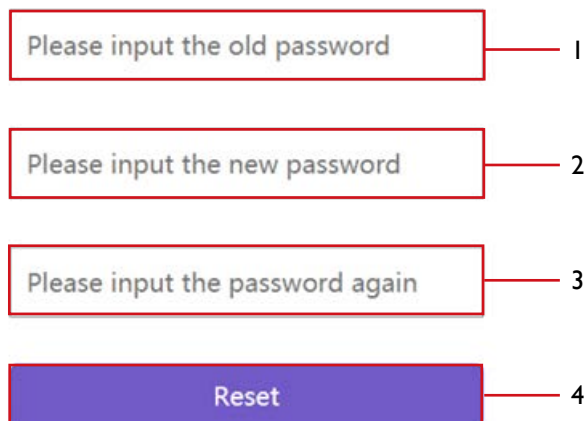 Please input the old password 1
Please input the new password 2
Please input the password again 3
Reset 4